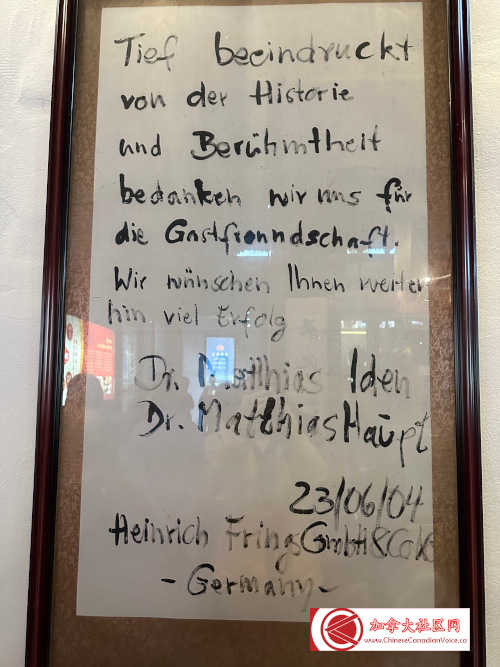 Tief beeindruckt
von der Historie
und Berühmtheit
bedanken wir uns für
die Gastfronndschaft.
Wir wünschen Ihnen weiter
hin viel Erfolg
Dr. Matthias Iden
Dr. Matthias Haupt
23/06/04
Heinrich Frings GmbH & Co KG
- Germany -
加拿大社区网
www.ChineseCanadianVoice.ca